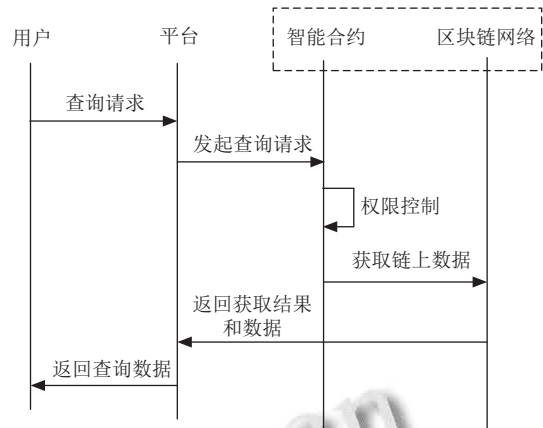 用户
平台
智能合约
区块链网络
查询请求
发起查询请求
权限控制
获取链上数据
返回获取结果
和数据
返回查询数据